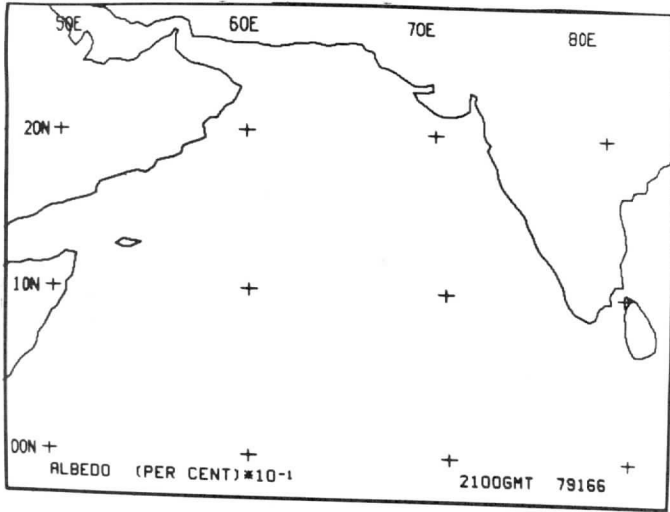 50E 60E 70E 80E
20N
10N
00N
ALBEDO (PER CENT)*10-1
2100GMT 79166